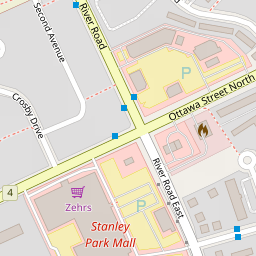 Second Avenue
River Road
P
Ottawa Street North
Crosby Drive
4
Zehrs
Stanley
Park Mall
P
River Road East